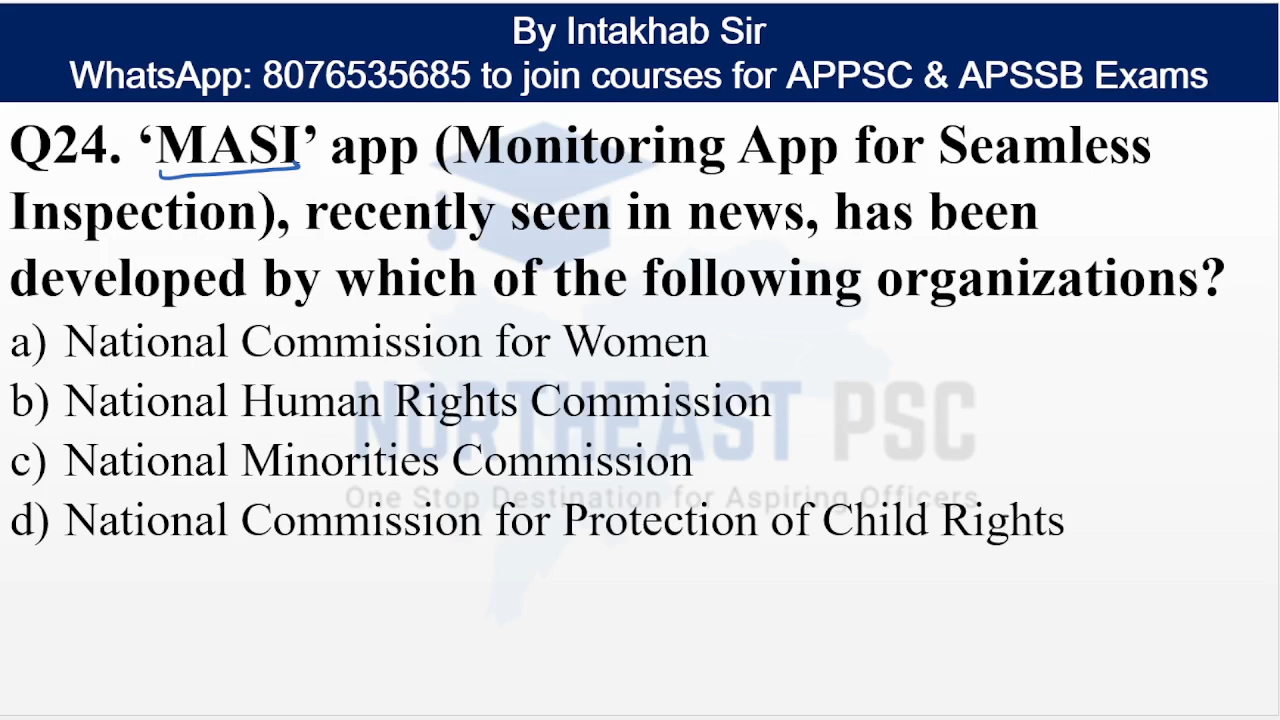 By Intakhab Sir
WhatsApp: 8076535685 to join courses for APPSC & APSSB Exams
Q24. ‘MASI’ app (Monitoring App for Seamless
Inspection), recently seen in news, has been
developed by which of the following organizations?
a) National Commission for Women
b) National Human Rights Commission
NORTHEAST PSC
c) National Minorities Commission
One Stop Destination for Aspiring Officers
d) National Commission for Protection of Child Rights